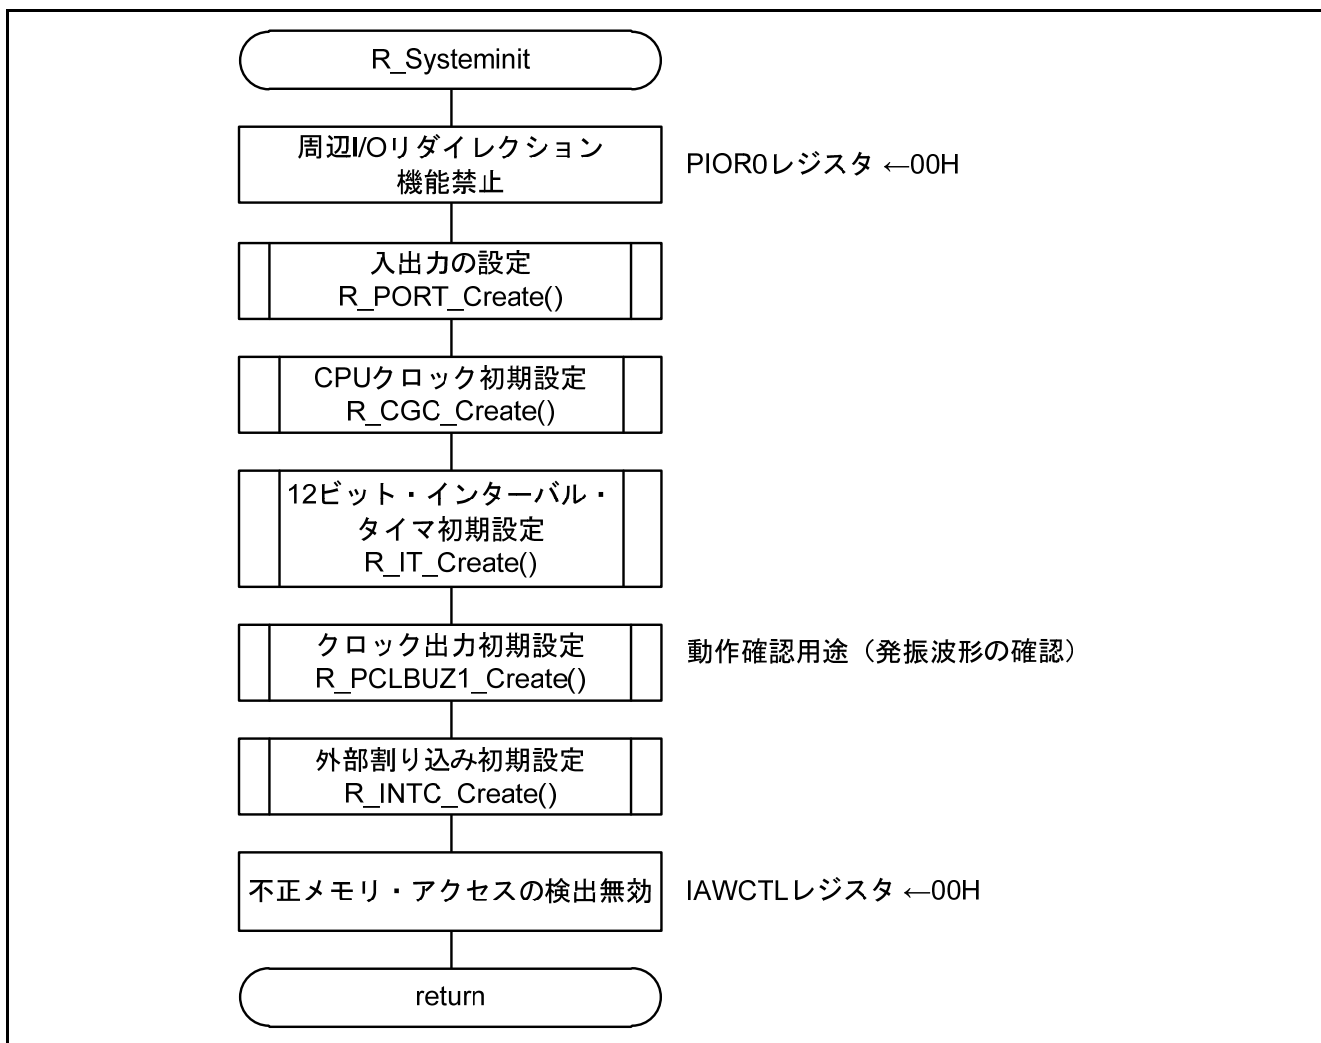 R_Systeminit
周辺I/Oリダイレクション
機能禁止
PIOR0レジスタ ←00H
入出力の設定
R_PORT_Create()
CPUクロック初期設定
R_CGC_Create()
12ビット・インターバル・
タイマ初期設定
R_IT_Create()
クロック出力初期設定
R_PCLBUZ1_Create()
動作確認用途（発振波形の確認）
外部割り込み初期設定
R_INTC_Create()
不正メモリ・アクセスの検出無効
IAWCTLレジスタ ←00H
return